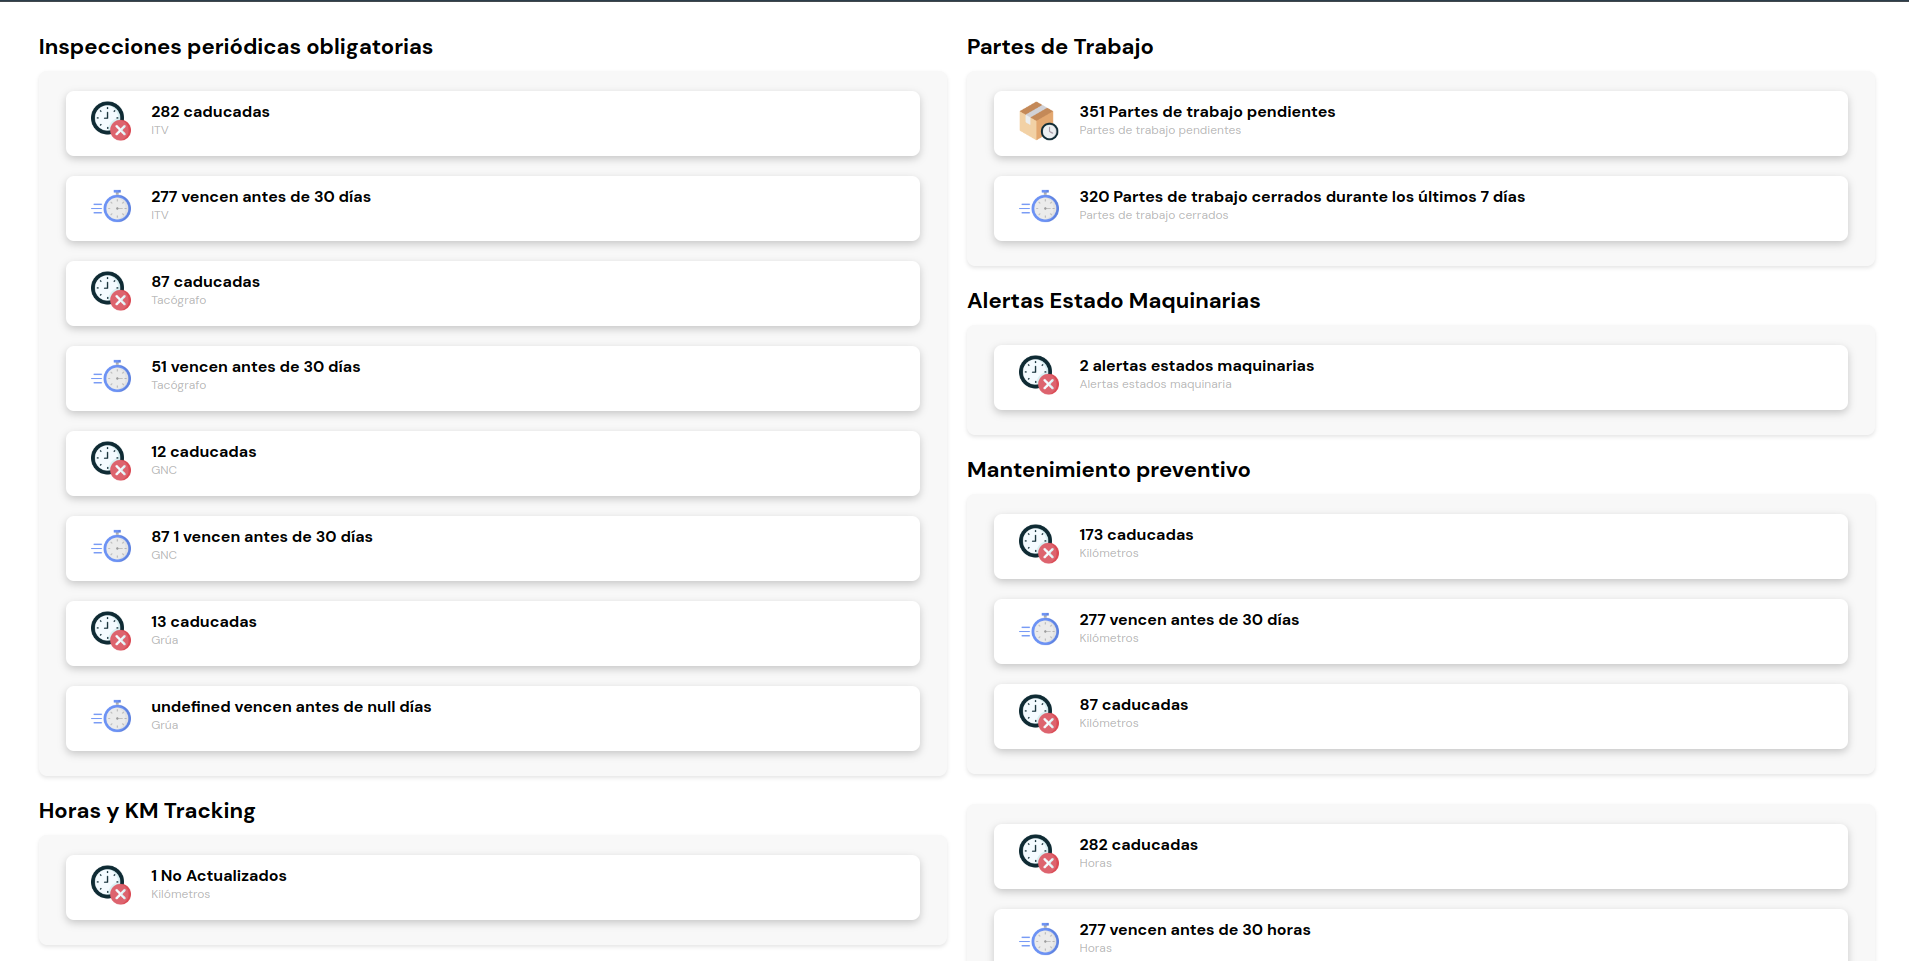 Inspecciones periódicas obligatorias
282 caducadas
ITV
277 vencen antes de 30 días
ITV
87 caducadas
Tacógrafo
51 vencen antes de 30 días
Tacógrafo
12 caducadas
GNC
87 1 vencen antes de 30 días
GNC
13 caducadas
Grúa
undefined vencen antes de null días
Grúa
Horas y KM Tracking
1 No Actualizados
Kilómetros
Partes de Trabajo
351 Partes de trabajo pendientes
Partes de trabajo pendientes
320 Partes de trabajo cerrados durante los últimos 7 días
Partes de trabajo cerrados
Alertas Estado Maquinarias
2 alertas estados maquinarias
Alertas estados maquinaria
Mantenimiento preventivo
173 caducadas
Kilómetros
277 vencen antes de 30 días
Kilómetros
87 caducadas
Kilómetros
282 caducadas
Horas
277 vencen antes de 30 horas
Horas